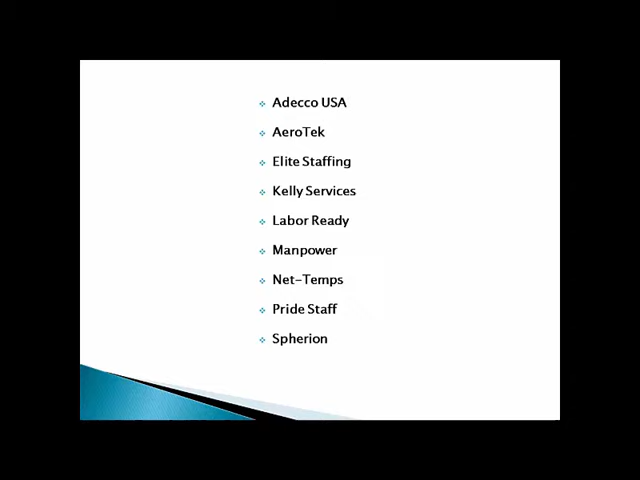 Adecco USA
AeroTek
Elite Staffing
Kelly Services
Labor Ready
Manpower
Net-Temps
Pride Staff
Spherion